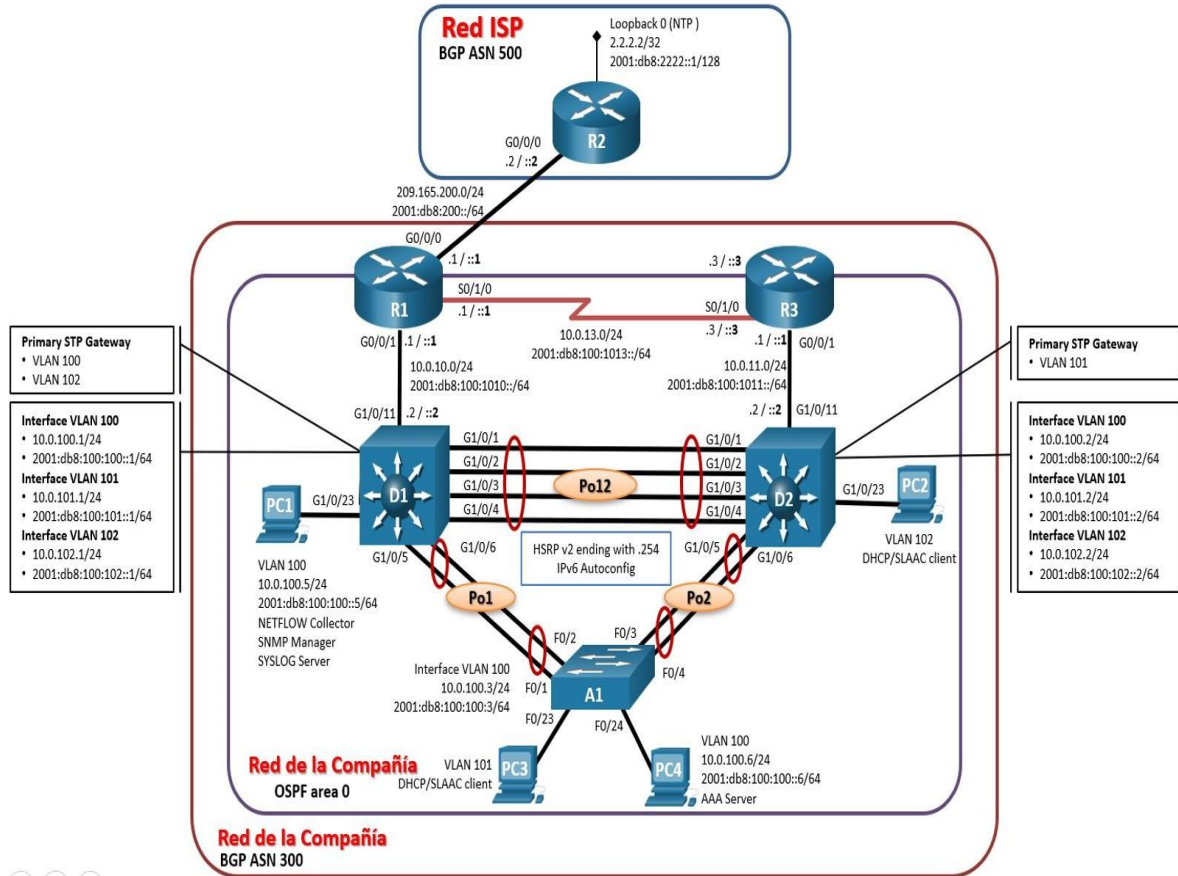 Red ISP
BGP ASN 500
Loopback 0 (NTP )
2.2.2.2/32
2001:db8:2222::1/128
R2
G0/0/0
.2 / ::2
209.165.200.0/24
2001:db8:200::/64
G0/0/0
.1 / ::1
R1
S0/1/0
.1 / ::1
10.0.13.0/24
2001:db8:100:1013::/64
.3 / ::3
R3
S0/1/0
.3 / ::3
G0/0/1
.1 / ::1
10.0.10.0/24
2001:db8:100:1010::/64
G1/0/11
.2 / ::2
.1 / ::1
G0/0/1
10.0.11.0/24
2001:db8:100:1011::/64
.2 / ::2
G1/0/11
Primary STP Gateway
• VLAN 100
• VLAN 102
Interface VLAN 100
• 10.0.100.1/24
• 2001:db8:100:100::1/64
Interface VLAN 101
• 10.0.101.1/24
• 2001:db8:100:101::1/64
Interface VLAN 102
• 10.0.102.1/24
• 2001:db8:100:102::1/64
Primary STP Gateway
• VLAN 101
Interface VLAN 100
• 10.0.100.2/24
• 2001:db8:100:100::2/64
Interface VLAN 101
• 10.0.101.2/24
• 2001:db8:100:101::2/64
Interface VLAN 102
• 10.0.102.2/24
• 2001:db8:100:102::2/64
D1
G1/0/1
G1/0/2
G1/0/3
G1/0/4
Po12
G1/0/1
G1/0/2
G1/0/3
G1/0/4
D2
PC1
G1/0/23
VLAN 100
10.0.100.5/24
2001:db8:100:100::5/64
NETFLOW Collector
SNMP Manager
SYSLOG Server
G1/0/23
PC2
VLAN 102
DHCP/SLAAC client
G1/0/5
G1/0/6
HSRP v2 ending with .254
IPv6 Autoconfig
G1/0/5
G1/0/6
Po1
Po2
F0/2
F0/3
F0/1
F0/4
A1
Interface VLAN 100
10.0.100.3/24
2001:db8:100:100:3/64
F0/23
F0/24
VLAN 101
DHCP/SLAAC client
PC3
PC4
VLAN 100
10.0.100.6/24
2001:db8:100:100::6/64
AAA Server
Red de la Compañía
OSPF area 0
Red de la Compañía
BGP ASN 300